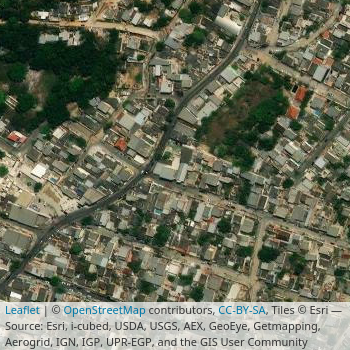 Leaflet | © OpenStreetMap contributors, CC-BY-SA, Tiles © Esri —
Source: Esri, i-cubed, USDA, USGS, AEX, GeoEye, Getmapping,
Aerogrid, IGN, IGP, UPR-EGP, and the GIS User Community